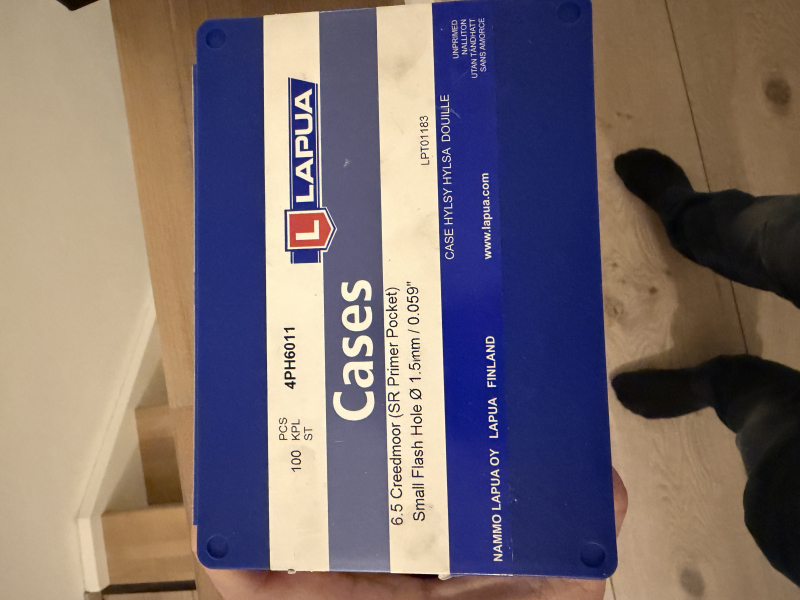 100 PCS
KPL
ST
4PH6011
L LAPUA
Cases
6.5 Creedmoor (SR Primer Pocket)
Small Flash Hole Ø 1.5mm / 0.059"
LPT01183
CASE HYLSY HYLSA DOUILLE
UNPRIMED
NALLITON
UTAN TÄNDHATT
SANS AMORCE
www.lapua.com
NAMMO LAPUA OY LAPUA FINLAND